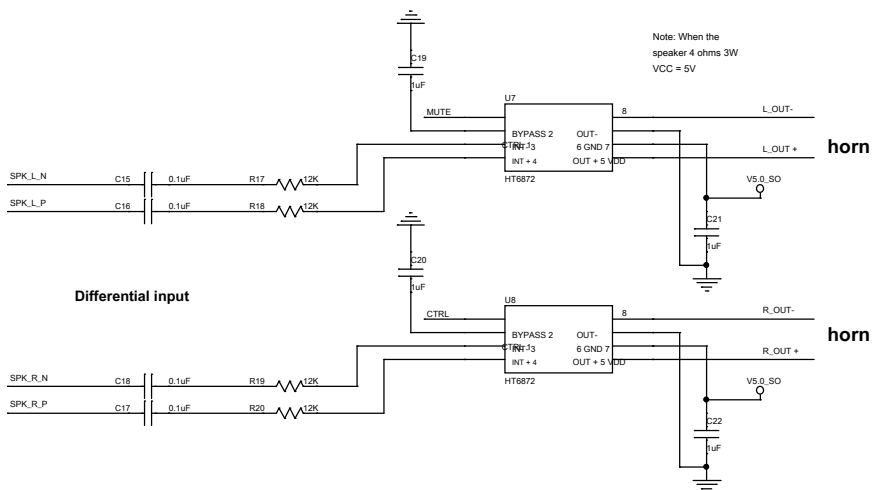 Note: When the
speaker 4 ohms 3W
VCC = 5V
C19
1uF
U7
MUTE
8
L_OUT-
BYPASS 2
OUT-
CTRL 1
INT - 3
6 GND 7
INT + 4
OUT + 5 VDD
L_OUT +
horn
HT6872
SPK_L_N
C15
0.1uF
R17
12K
SPK_L_P
C16
0.1uF
R18
12K
V5.0_SO
C21
1uF
C20
1uF
Differential input
U8
CTRL
8
R_OUT-
BYPASS 2
OUT-
CTRL 1
INT - 3
6 GND 7
INT + 4
OUT + 5 VDD
R_OUT +
horn
HT6872
SPK_R_N
C18
0.1uF
R19
12K
SPK_R_P
C17
0.1uF
R20
12K
V5.0_SO
C22
1uF